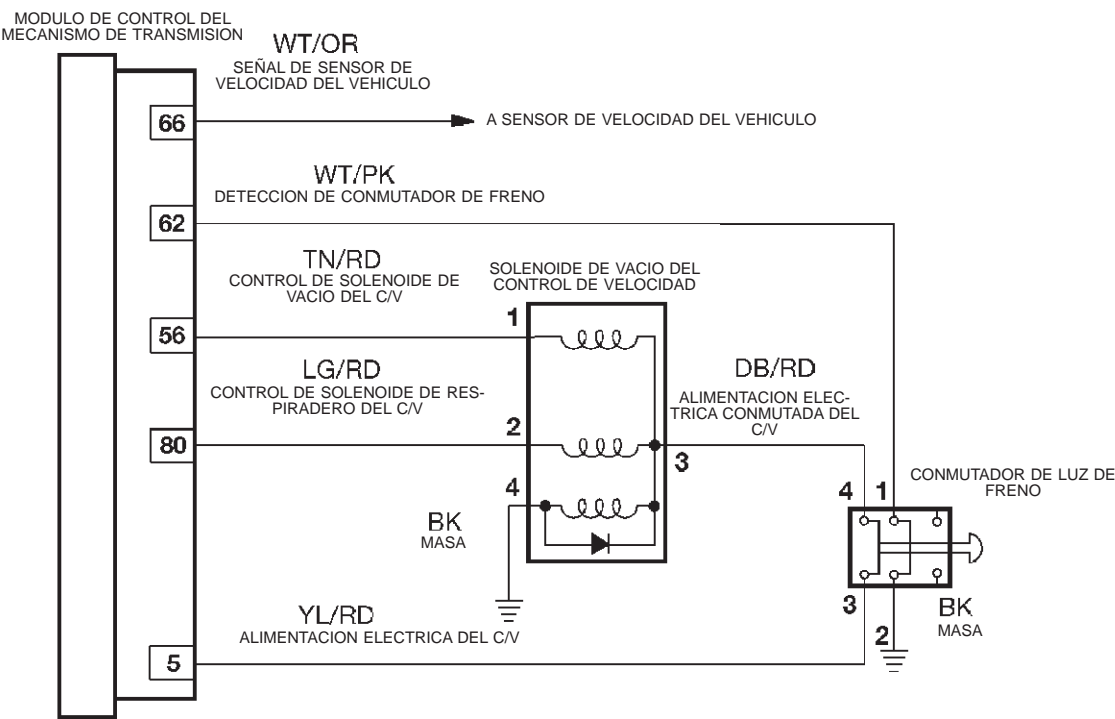 MODULO DE CONTROL DEL
MECANISMO DE TRANSMISION
WT/OR
SEÑAL DE SENSOR DE
VELOCIDAD DEL VEHICULO
66
A SENSOR DE VELOCIDAD DEL VEHICULO
WT/PK
DETECCION DE CONMUTADOR DE FRENO
62
TN/RD
CONTROL DE SOLENOIDE DE
VACIO DEL C/V
SOLENOIDE DE VACIO DEL
CONTROL DE VELOCIDAD
1
56
LG/RD
CONTROL DE SOLENOIDE DE RES-
PIRADERO DEL C/V
DB/RD
ALIMENTACION ELEC-
TRICA CONMUTADA DEL
C/V
2
80
3
4
BK
MASA
4 1
CONMUTADOR DE LUZ DE
FRENO
3
2
BK
MASA
YL/RD
ALIMENTACION ELECTRICA DEL C/V
5